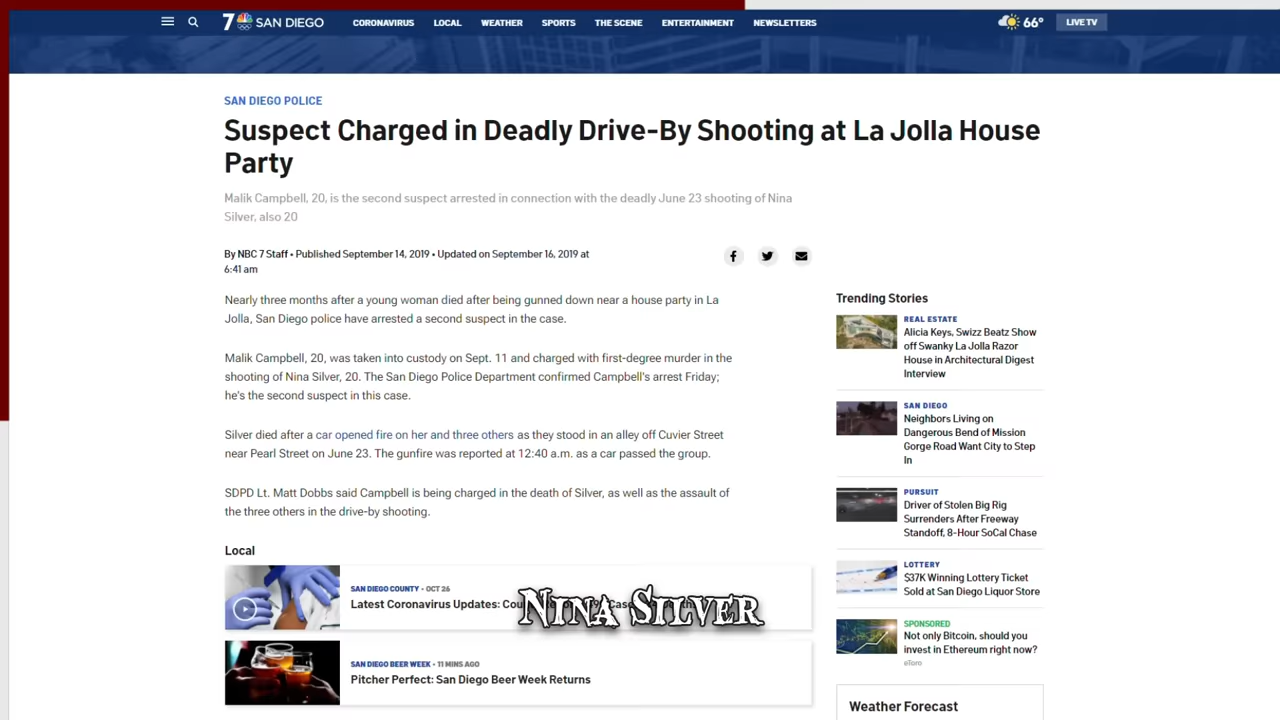 7 SAN DIEGO
CORONAVIRUS
LOCAL
WEATHER
SPORTS
THE SCENE
ENTERTAINMENT
NEWSLETTERS
66°
LIVE TV
SAN DIEGO POLICE
Suspect Charged in Deadly Drive-By Shooting at La Jolla House
Party
Malik Campbell, 20, is the second suspect arrested in connection with the deadly June 23 shooting of Nina
Silver, also 20
By NBC 7 Staff • Published September 14, 2019 • Updated on September 16, 2019 at
6:41 am
Nearly three months after a young woman died after being gunned down near a house party in La
Jolla, San Diego police have arrested a second suspect in the case.
Malik Campbell, 20, was taken into custody on Sept. 11 and charged with first-degree murder in the
shooting of Nina Silver, 20. The San Diego Police Department confirmed Campbell's arrest Friday;
he's the second suspect in this case.
Silver died after a car opened fire on her and three others as they stood in an alley off Cuvier Street
near Pearl Street on June 23. The gunfire was reported at 12:40 a.m. as a car passed the group.
SDPD Lt. Matt Dobbs said Campbell is being charged in the death of Silver, as well as the assault of
the three others in the drive-by shooting.
Local
SAN DIEGO COUNTY • OCT 26
Latest Coronavirus Updates:
NINA SILVER
SAN DIEGO BEER WEEK • 11 MINS AGO
Pitcher Perfect: San Diego Beer Week Returns
Trending Stories
REAL ESTATE
Alicia Keys, Swizz Beatz Show
off Swanky La Jolla Razor
House in Architectural Digest
Interview
SAN DIEGO
Neighbors Living on
Dangerous Bend of Mission
Gorge Road Want City to Step
In
PURSUIT
Driver of Stolen Big Rig
Surrenders After Freeway
Standoff, 8-Hour SoCal Chase
LOTTERY
$37K Winning Lottery Ticket
Sold at San Diego Liquor Store
SPONSORED
Not only Bitcoin, should you
invest in Ethereum right now?
eToro
Weather Forecast